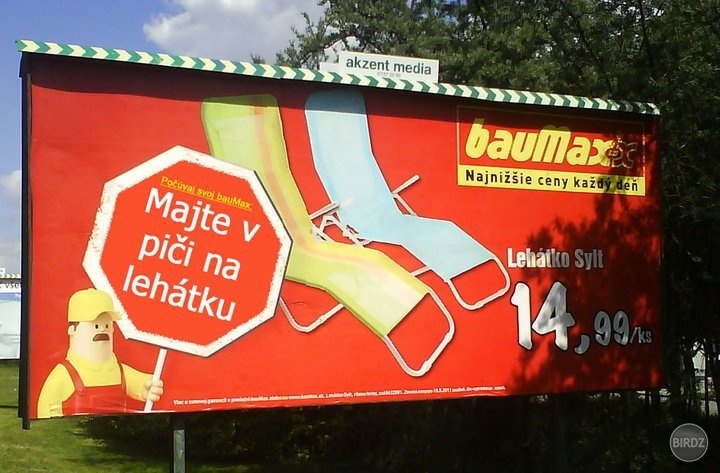 akzent media
bauMax
Najnižšie ceny každý deň
Počúvaj svoj bauMax:
Majte v
piči na
lehátku
Lehátko Sylt
14,99/ks
BIRDZ